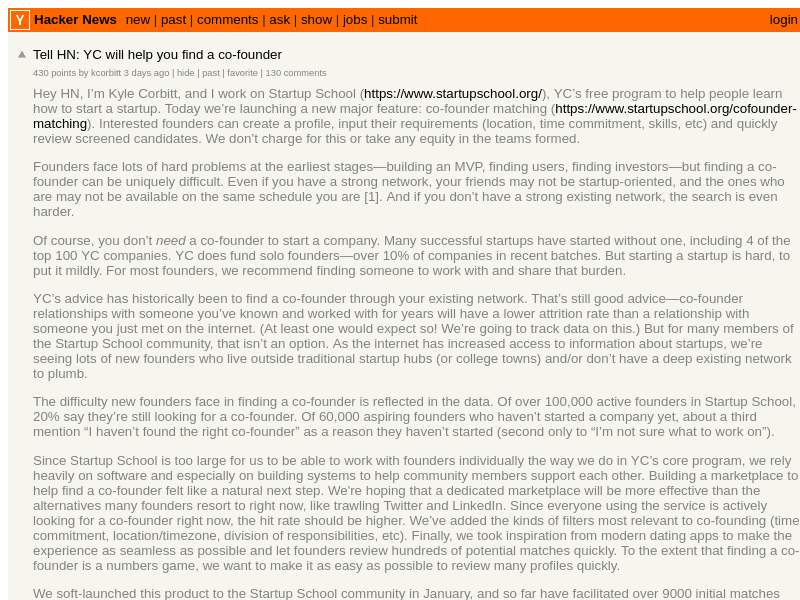 Y Hacker News new | past | comments | ask | show | jobs | submit login
Tell HN: YC will help you find a co-founder
430 points by kcorbitt 3 days ago | hide | past | favorite | 130 comments
Hey HN, I’m Kyle Corbitt, and I work on Startup School (https://www.startupschool.org/), YC’s free program to help people learn
how to start a startup. Today we’re launching a new major feature: co-founder matching (https://www.startupschool.org/cofounder-
matching). Interested founders can create a profile, input their requirements (location, time commitment, skills, etc) and quickly
review screened candidates. We don’t charge for this or take any equity in the teams formed.
Founders face lots of hard problems at the earliest stages—building an MVP, finding users, finding investors—but finding a co-
founder can be uniquely difficult. Even if you have a strong network, your friends may not be startup-oriented, and the ones who
are may not be available on the same schedule you are [1]. And if you don’t have a strong existing network, the search is even
harder.
Of course, you don’t need a co-founder to start a company. Many successful startups have started without one, including 4 of the
top 100 YC companies. YC does fund solo founders—over 10% of companies in recent batches. But starting a startup is hard, to
put it mildly. For most founders, we recommend finding someone to work with and share that burden.
YC’s advice has historically been to find a co-founder through your existing network. That’s still good advice—co-founder
relationships with someone you’ve known and worked with for years will have a lower attrition rate than a relationship with
someone you just met on the internet. (At least one would expect so! We’re going to track data on this.) But for many members of
the Startup School community, that isn’t an option. As the internet has increased access to information about startups, we’re
seeing lots of new founders who live outside traditional startup hubs (or college towns) and/or don’t have a deep existing network
to plumb.
The difficulty new founders face in finding a co-founder is reflected in the data. Of over 100,000 active founders in Startup School,
20% say they’re still looking for a co-founder. Of 60,000 aspiring founders who haven’t started a company yet, about a third
mention “I haven’t found the right co-founder” as a reason they haven’t started (second only to “I’m not sure what to work on”).
Since Startup School is too large for us to be able to work with founders individually the way we do in YC’s core program, we rely
heavily on software and especially on building systems to help community members support each other. Building a marketplace to
help find a co-founder felt like a natural next step. We’re hoping that a dedicated marketplace will be more effective than the
alternatives many founders resort to right now, like trawling Twitter and LinkedIn. Since everyone using the service is actively
looking for a co-founder right now, the hit rate should be higher. We’ve added the kinds of filters most relevant to co-founding (time
commitment, location/timezone, division of responsibilities, etc). Finally, we took inspiration from modern dating apps to make the
experience as seamless as possible and let founders review hundreds of potential matches quickly. To the extent that finding a co-
founder is a numbers game, we want to make it as easy as possible to review many profiles quickly.
We soft-launched this product to the Startup School community in January, and so far have facilitated over 9000 initial matches